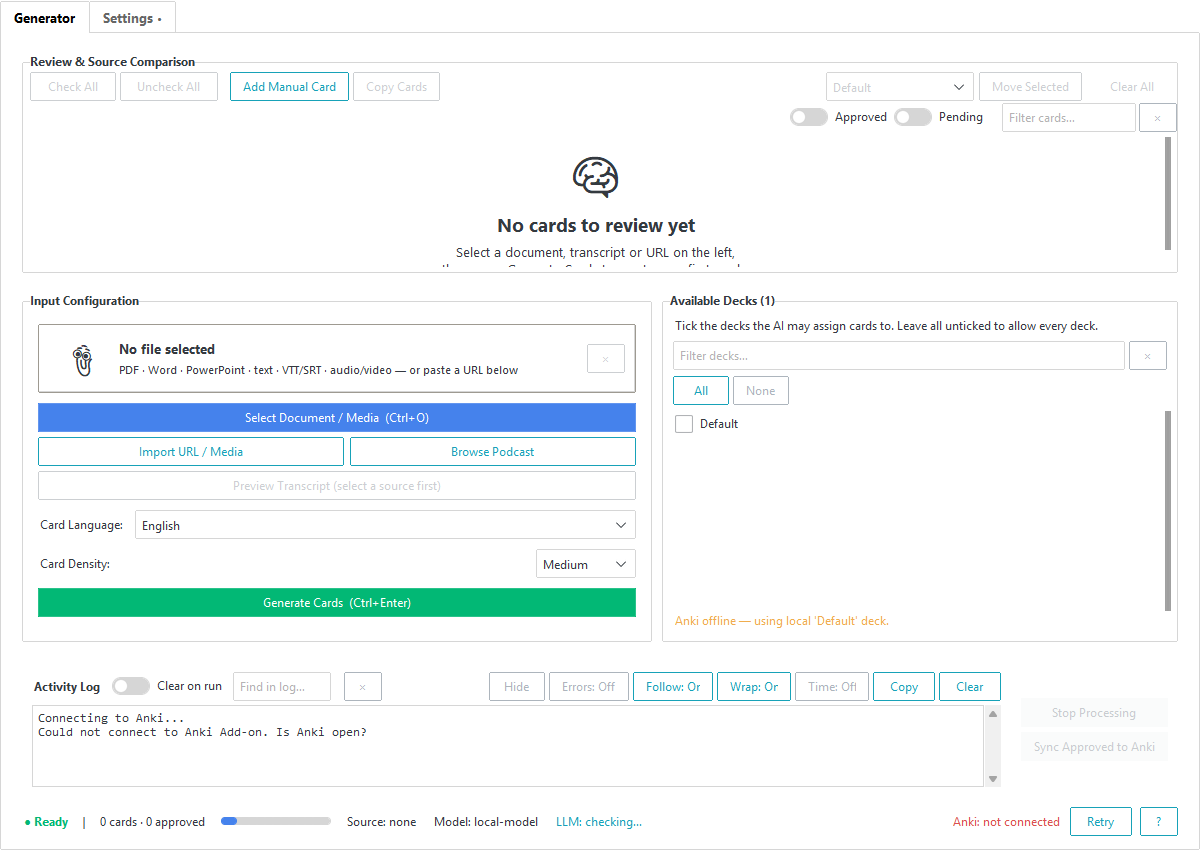 Generator Settings •
Review & Source Comparison
Check All Uncheck All Add Manual Card Copy Cards Default Move Selected Clear All
Approved Pending Filter cards... ×
No cards to review yet
Select a document, transcript or URL on the left,
Input Configuration
No file selected
PDF · Word · PowerPoint · text · VTT/SRT · audio/video — or paste a URL below
×
Select Document / Media (Ctrl+O)
Import URL / Media Browse Podcast
Preview Transcript (select a source first)
Card Language: English
Card Density: Medium
Generate Cards (Ctrl+Enter)
Available Decks (1)
Tick the decks the AI may assign cards to. Leave all unticked to allow every deck.
Filter decks... ×
All None
Default
Anki offline — using local 'Default' deck.
Activity Log Clear on run Find in log... × Hide Errors: Off Follow: On Wrap: On Time: Off Copy Clear
Connecting to Anki...
Could not connect to Anki Add-on. Is Anki open?
Stop Processing
Sync Approved to Anki
● Ready | 0 cards · 0 approved Source: none Model: local-model LLM: checking... Anki: not connected Retry ?